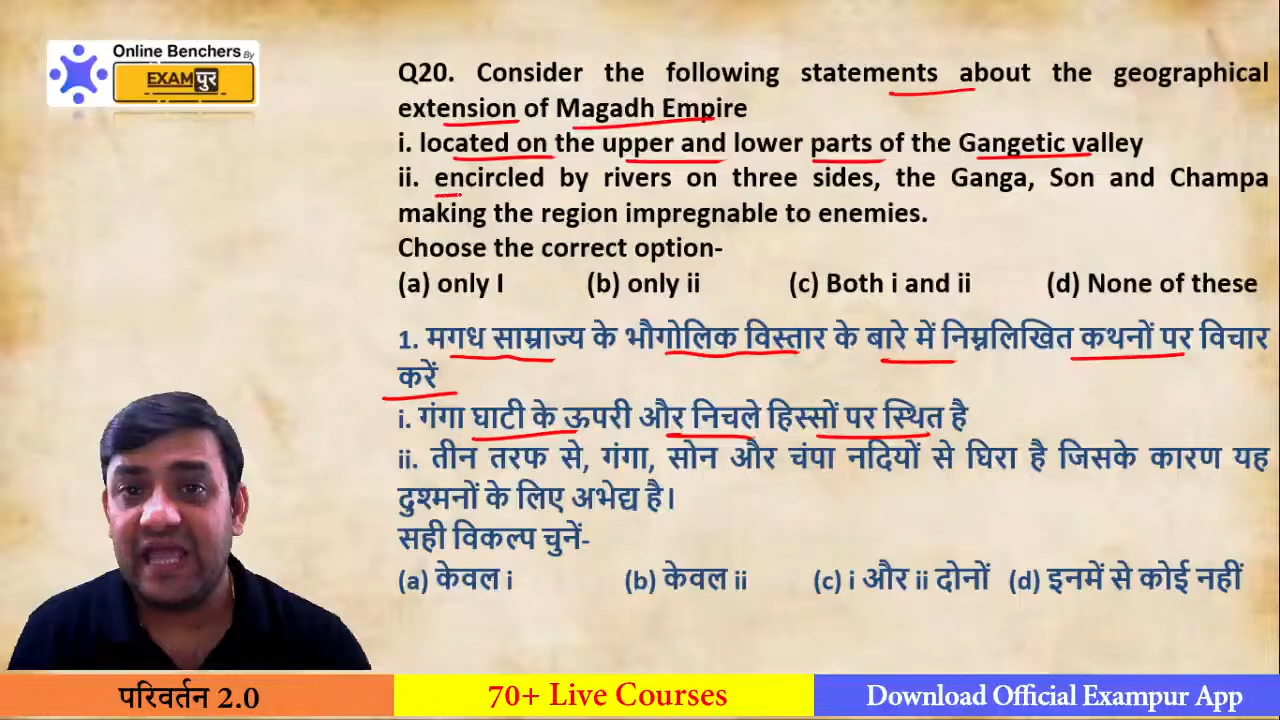 Online Benchers By
EXAMपुर
Q20. Consider the following statements about the geographical
extension of Magadh Empire
i. located on the upper and lower parts of the Gangetic valley
ii. encircled by rivers on three sides, the Ganga, Son and Champa
making the region impregnable to enemies.
Choose the correct option-
(a) only I (b) only ii (c) Both i and ii (d) None of these
1. मगध साम्राज्य के भौगोलिक विस्तार के बारे में निम्नलिखित कथनों पर विचार
करें
i. गंगा घाटी के ऊपरी और निचले हिस्सों पर स्थित है
ii. तीन तरफ से, गंगा, सोन और चंपा नदियों से घिरा है जिसके कारण यह
दुश्मनों के लिए अभेद्य है।
सही विकल्प चुनें-
(a) केवल i (b) केवल ii (c) i और ii दोनों (d) इनमें से कोई नहीं
परिवर्तन 2.0 70+ Live Courses Download Official Exampur App